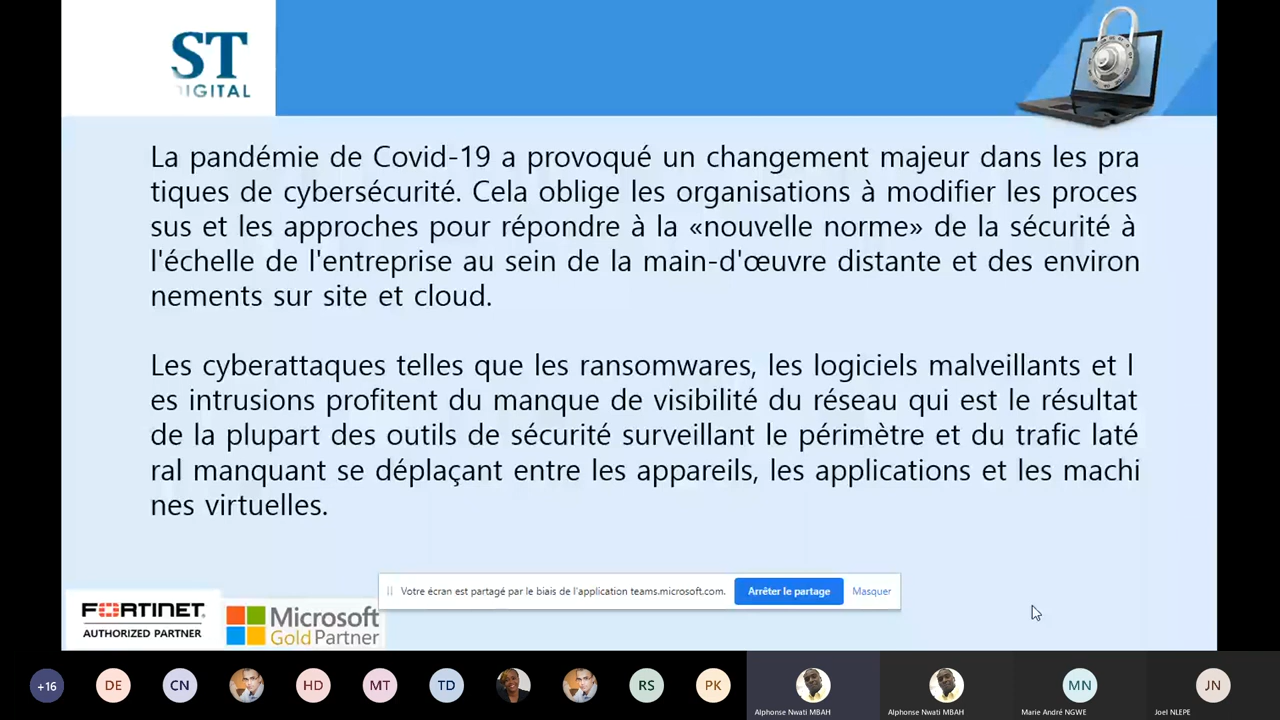 ST
DIGITAL
La pandémie de Covid-19 a provoqué un changement majeur dans les pra
tiques de cybersécurité. Cela oblige les organisations à modifier les proces
sus et les approches pour répondre à la «nouvelle norme» de la sécurité à
l'échelle de l'entreprise au sein de la main-d'œuvre distante et des environ
nements sur site et cloud.
Les cyberattaques telles que les ransomwares, les logiciels malveillants et l
es intrusions profitent du manque de visibilité du réseau qui est le résultat
de la plupart des outils de sécurité surveillant le périmètre et du trafic laté
ral manquant se déplaçant entre les appareils, les applications et les machi
nes virtuelles.
Votre écran est partagé par le biais de l'application teams.microsoft.com.
Arrêter le partage
Masquer
FORTINET
AUTHORIZED PARTNER
Microsoft
Gold Partner
+16
DE
CN
HD
MT
TD
RS
PK
MN
JN
Alphonse Nwati MBAH
Alphonse Nwati MBAH
Marie André NGWE
Joel NLEPE